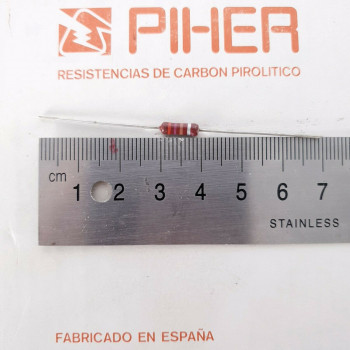 PIHER
RESISTENCIAS DE CARBON PIROLITICO
cm 1 2 3 4 5 6 7
STAINLESS
FABRICADO EN ESPAÑA